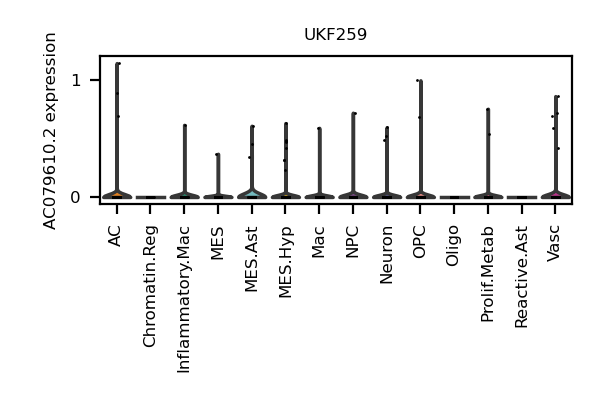 UKF259
AC079610.2 expression
1
0
AC
Chromatin.Reg
Inflammatory.Mac
MES
MES.Ast
MES.Hyp
Mac
NPC
Neuron
OPC
Oligo
Prolif.Metab
Reactive.Ast
Vasc